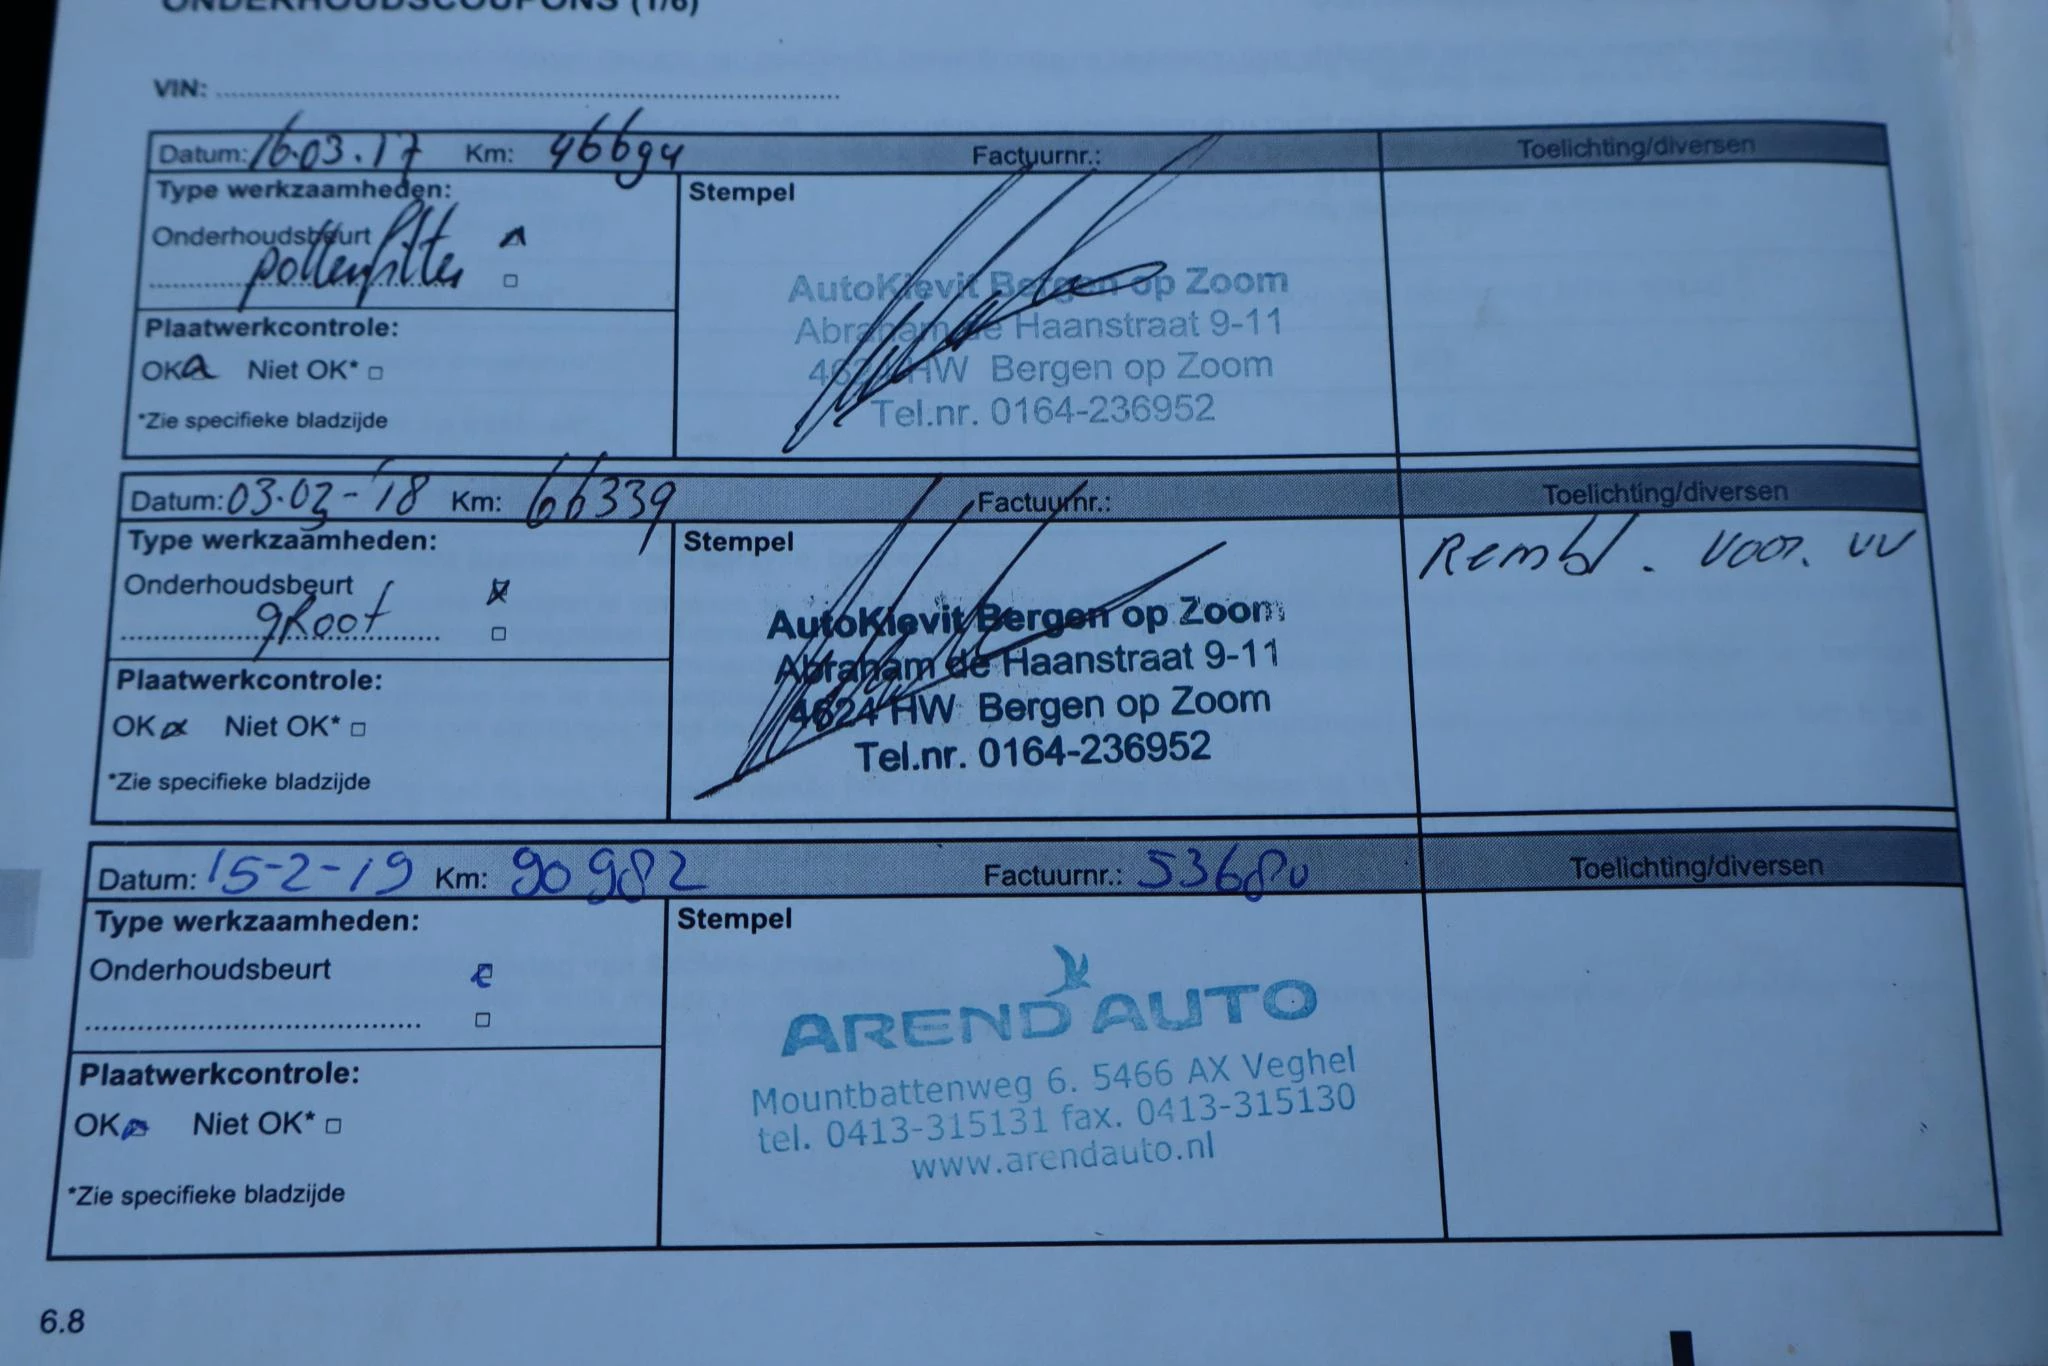 ONDERHOUDSCOUPONS (1/6)
VIN:
Datum: 16.03.17 Km: 46694 Factuurnr.: Toelichting/diversen
Type werkzaamheden: Stempel
Onderhoudsbeurt
pollenfilter
Plaatwerkcontrole:
OK Niet OK* □
*Zie specifieke bladzijde
AutoKievit Bergen op Zoom
Abraham de Haanstraat 9-11
4624 HW Bergen op Zoom
Tel.nr. 0164-236952
Datum: 03-03-'18 Km: 66339 Factuurnr.: Toelichting/diversen
Type werkzaamheden: Stempel
Onderhoudsbeurt
groot
Plaatwerkcontrole:
OK Niet OK* □
*Zie specifieke bladzijde
AutoKievit Bergen op Zoom
Abraham de Haanstraat 9-11
4624 HW Bergen op Zoom
Tel.nr. 0164-236952
Rembl. voor. vv
Datum: 15-2-19 Km: 90982 Factuurnr.: 53680 Toelichting/diversen
Type werkzaamheden: Stempel
Onderhoudsbeurt
Plaatwerkcontrole:
OK Niet OK* □
*Zie specifieke bladzijde
AREND AUTO
Mountbattenweg 6. 5466 AX Veghel
tel. 0413-315131 fax. 0413-315130
www.arendauto.nl
6.8